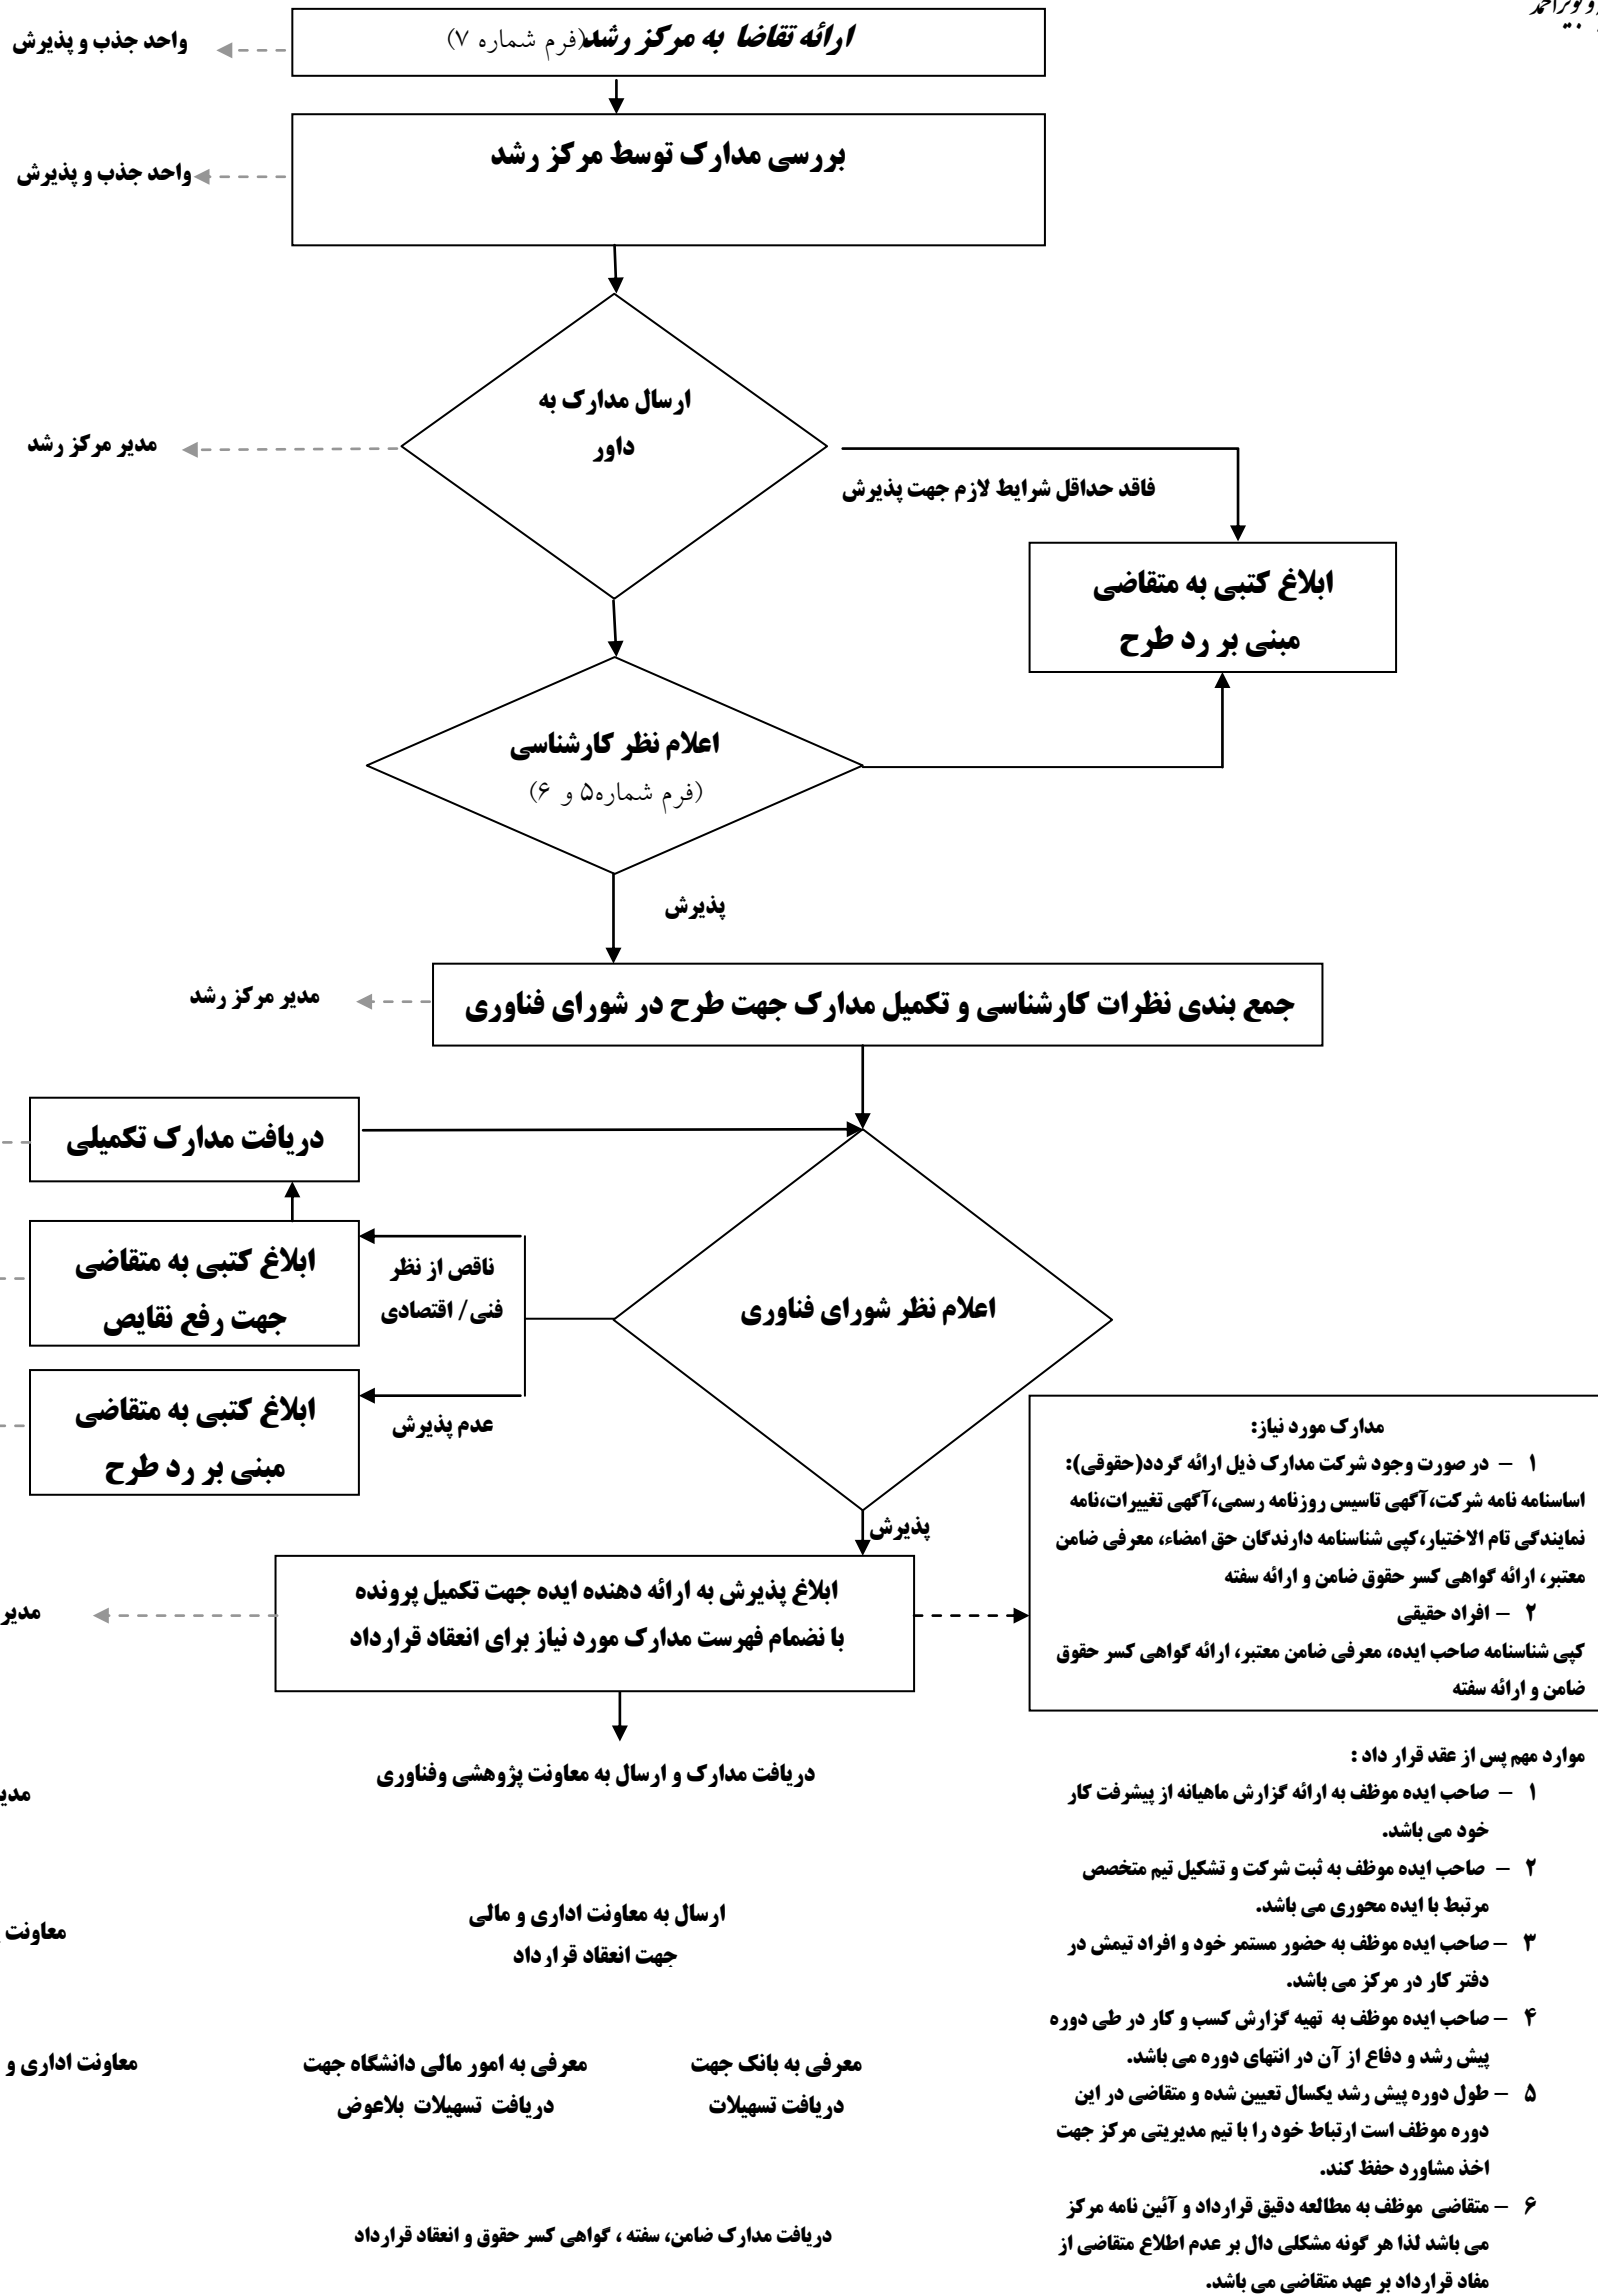 و بویراحمد
ارائه تقاضا به مرکز رشد(فرم شماره ۷)
واحد جذب و پذیرش
بررسی مدارک توسط مرکز رشد
واحد جذب و پذیرش
ارسال مدارک به
داور
مدیر مرکز رشد
فاقد حداقل شرایط لازم جهت پذیرش
ابلاغ کتبی به متقاضی
مبنی بر رد طرح
اعلام نظر کارشناسی
(فرم شماره۵ و ۶)
پذیرش
جمع بندی نظرات کارشناسی و تکمیل مدارک جهت طرح در شورای فناوری
مدیر مرکز رشد
دریافت مدارک تکمیلی
ابلاغ کتبی به متقاضی
جهت رفع نقایص
ناقص از نظر
فنی/ اقتصادی
اعلام نظر شورای فناوری
ابلاغ کتبی به متقاضی
مبنی بر رد طرح
عدم پذیرش
پذیرش
ابلاغ پذیرش به ارائه دهنده ایده جهت تکمیل پرونده
با نضمام فهرست مدارک مورد نیاز برای انعقاد قرارداد
مدیر
مدارک مورد نیاز:
۱ – در صورت وجود شرکت مدارک ذیل ارائه گردد(حقوقی):
اساسنامه نامه شرکت،آگهی تاسیس روزنامه رسمی،آگهی تغییرات،نامه
نمایندگی تام الاختیار،کپی شناسنامه دارندگان حق امضاء، معرفی ضامن
معتبر، ارائه گواهی کسر حقوق ضامن و ارائه سفته
۲ – افراد حقیقی
کپی شناسنامه صاحب ایده، معرفی ضامن معتبر، ارائه گواهی کسر حقوق
ضامن و ارائه سفته
دریافت مدارک و ارسال به معاونت پژوهشی وفناوری
ارسال به معاونت اداری و مالی
جهت انعقاد قرارداد
معاونت
معرفی به بانک جهت
دریافت تسهیلات
معرفی به امور مالی دانشگاه جهت
دریافت تسهیلات بلاعوض
معاونت اداری و
دریافت مدارک ضامن، سفته ، گواهی کسر حقوق و انعقاد قرارداد
موارد مهم پس از عقد قرار داد :
۱ – صاحب ایده موظف به ارائه گزارش ماهیانه از پیشرفت کار
خود می باشد.
۲ – صاحب ایده موظف به ثبت شرکت و تشکیل تیم متخصص
مرتبط با ایده محوری می باشد.
۳ – صاحب ایده موظف به حضور مستمر خود و افراد تیمش در
دفتر کار در مرکز می باشد.
۴ – صاحب ایده موظف به تهیه گزارش کسب و کار در طی دوره
پیش رشد و دفاع از آن در انتهای دوره می باشد.
۵ – طول دوره پیش رشد یکسال تعیین شده و متقاضی در این
دوره موظف است ارتباط خود را با تیم مدیریتی مرکز جهت
اخذ مشاورد حفظ کند.
۶ – متقاضی موظف به مطالعه دقیق قرارداد و آئین نامه مرکز
می باشد لذا هر گونه مشکلی دال بر عدم اطلاع متقاضی از
مفاد قرارداد بر عهد متقاضی می باشد.